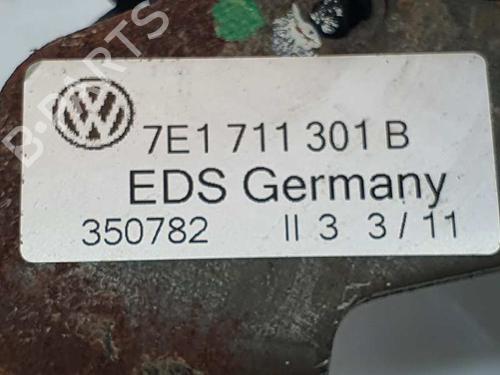 7E1 711 301 B
EDS Germany
350782 II 3 3 / 11
B-PARTS